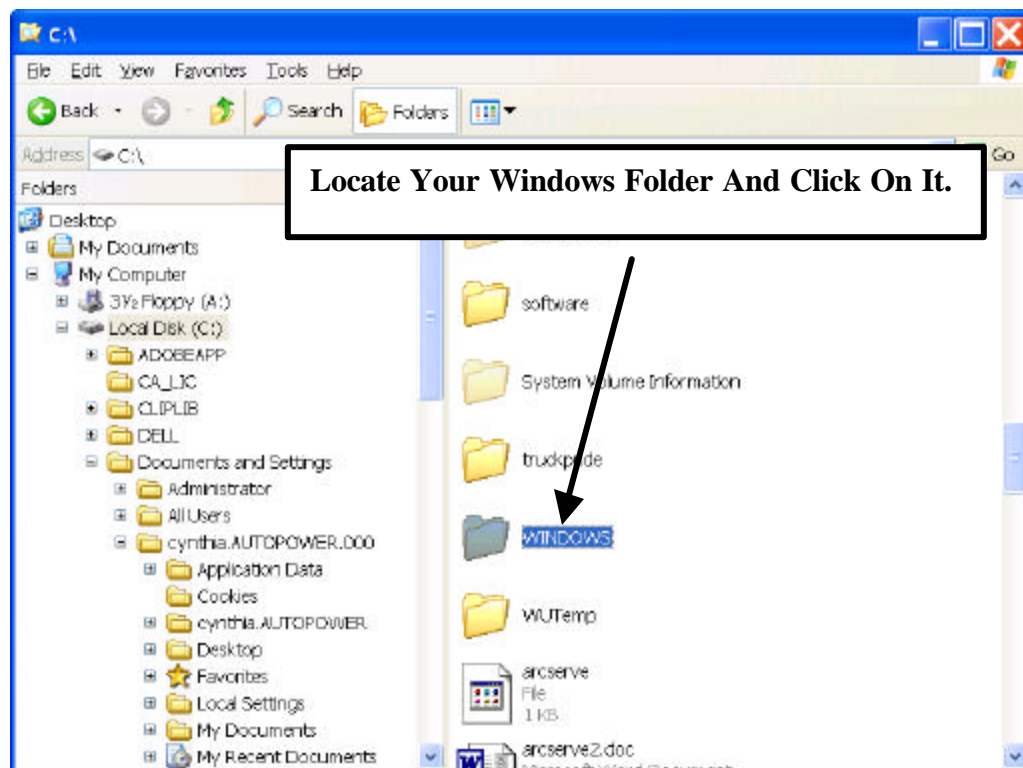 C:\
File Edit View Favorites Tools Help
Back Search Folders
Address C:\ Go
Locate Your Windows Folder And Click On It.
Folders
Desktop
My Documents
My Computer
3½ Floppy (A:)
Local Disk (C:)
ADOBEAPP
CA_LIC
CLIPLIB
DELL
Documents and Settings
Administrator
All Users
cynthia.AUTOPOWER.000
Application Data
Cookies
cynthia.AUTOPOWER
Desktop
Favorites
Local Settings
My Documents
My Recent Documents
software
System Volume Information
truckpride
WINDOWS
WUTemp
arcserve
File
1 KB
arcserve2.doc